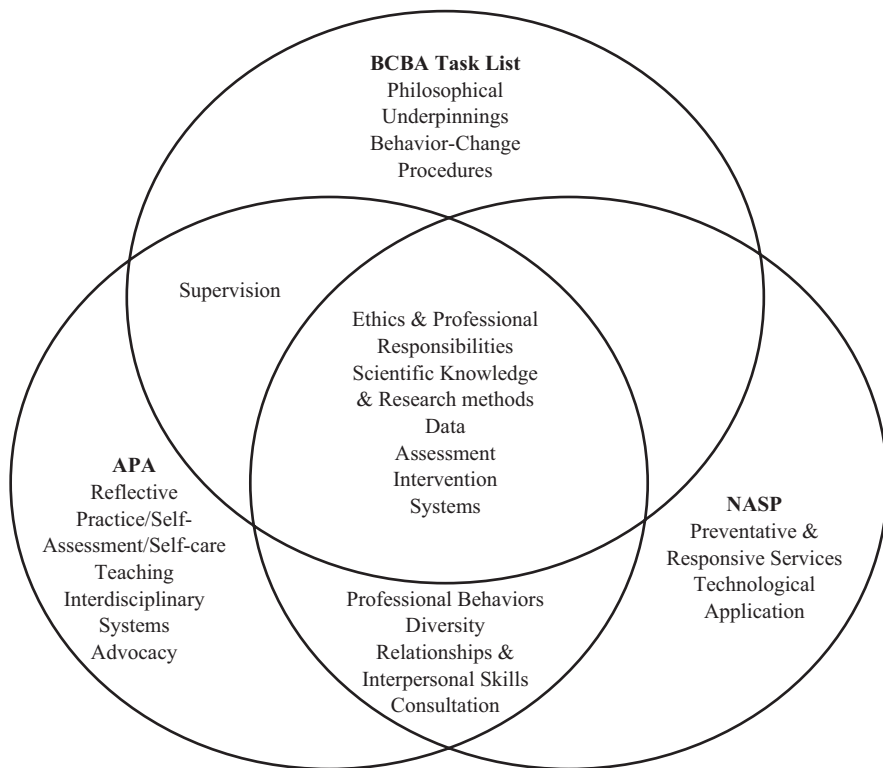 BCBA Task List
Philosophical
Underpinnings
Behavior-Change
Procedures
Supervision
Ethics & Professional
Responsibilities
Scientific Knowledge
& Research methods
Data
Assessment
Intervention
Systems
APA
Reflective
Practice/Self-
Assessment/Self-care
Teaching
Interdisciplinary
Systems
Advocacy
NASP
Preventative &
Responsive Services
Technological
Application
Professional Behaviors
Diversity
Relationships &
Interpersonal Skills
Consultation